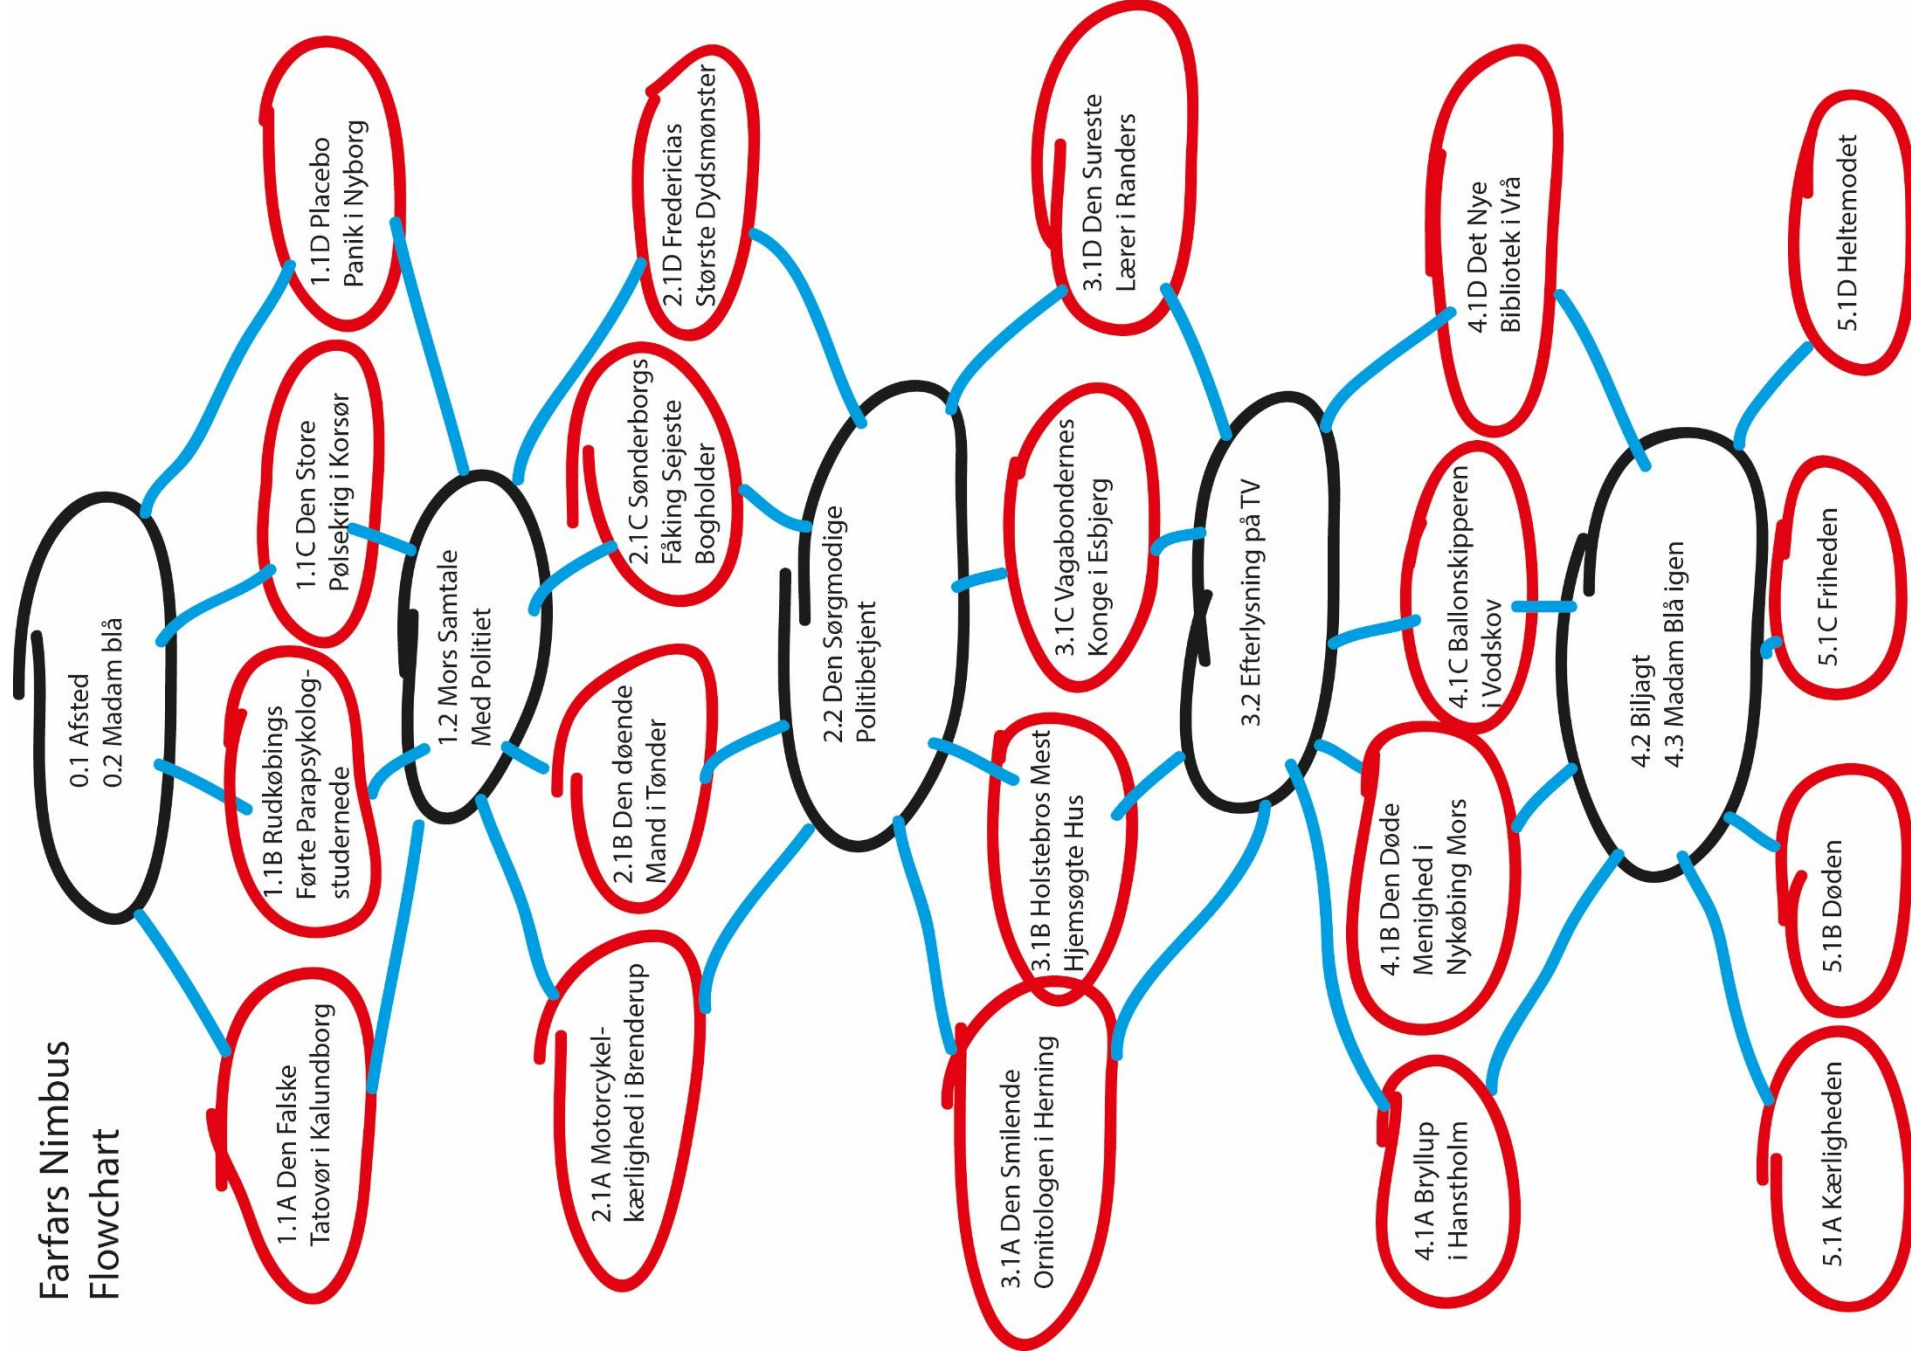 Farfars Nimbus
Flowchart
0.1 Afsted
0.2 Madam blå
1.1A Den Falske
Tatovør i Kalundborg
1.1B Rudkøbings
Førte Parapsykolog-
studernede
1.1C Den Store
Pølsekrig i Korsør
1.1D Placebo
Panik i Nyborg
1.2 Mors Samtale
Med Politiet
2.1A Motorcykel-
kærlighed i Brenderup
2.1B Den døende
Mand i Tønder
2.1C Sønderborgs
Fåking Sejeste
Bogholder
2.1D Fredericias
Største Dydsmønster
2.2 Den Sørgmodige
Politibetjent
3.1A Den Smilende
Ornitologen i Herning
3.1B Holstebros Mest
Hjemsøgte Hus
3.1C Vagabondernes
Konge i Esbjerg
3.1D Den Sureste
Lærer i Randers
3.2 Efterlysning på TV
4.1A Bryllup
i Hanstholm
4.1B Den Døde
Menighed i
Nykøbing Mors
4.1C Ballonskipperen
i Vodskov
4.1D Det Nye
Bibliotek i Vrå
4.2 Biljagt
4.3 Madam Blå igen
5.1A Kærligheden
5.1B Døden
5.1C Friheden
5.1D Heltemodet